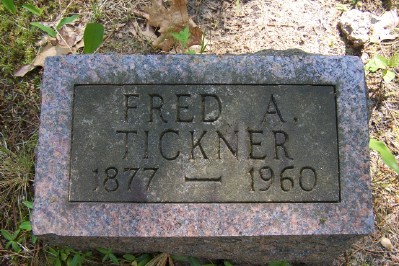 FRED A.
TICKNER
1877 — 1960